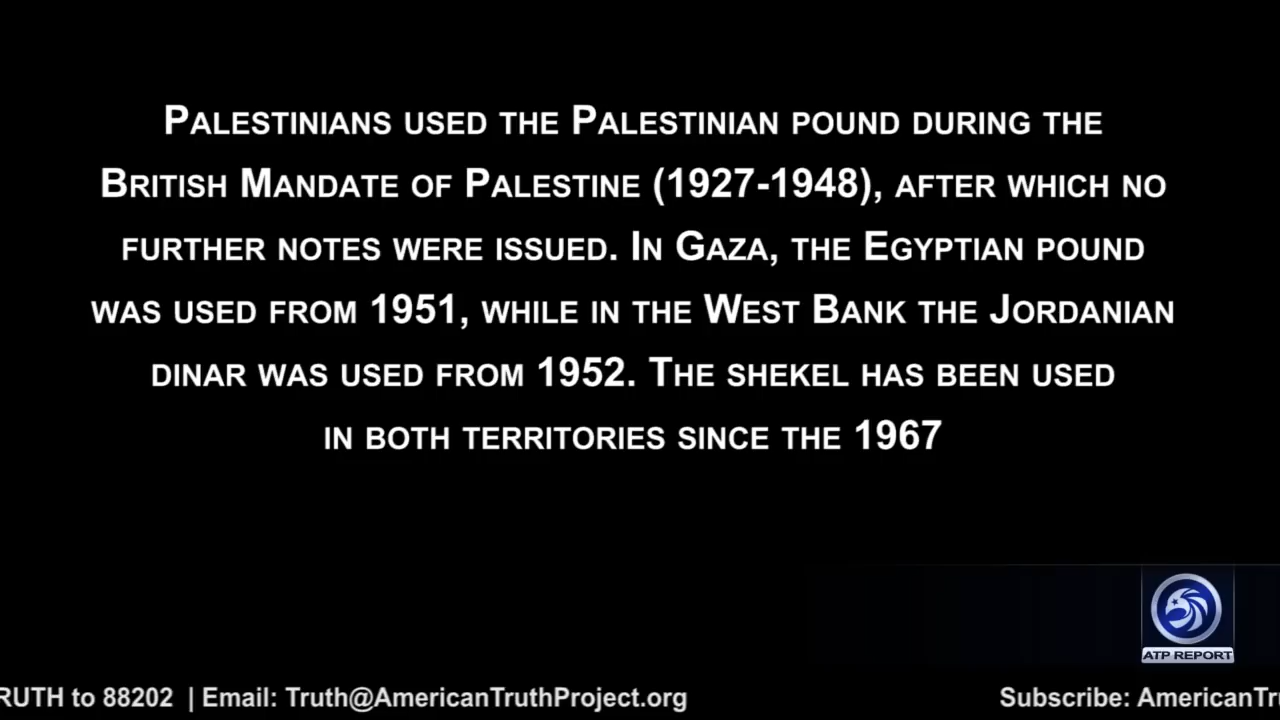 Palestinians used the Palestinian pound during the
British Mandate of Palestine (1927-1948), after which no
further notes were issued. In Gaza, the Egyptian pound
was used from 1951, while in the West Bank the Jordanian
dinar was used from 1952. The shekel has been used
in both territories since the 1967
ATP REPORT
RUTH to 88202 | Email: Truth@AmericanTruthProject.org
Subscribe: AmericanTr